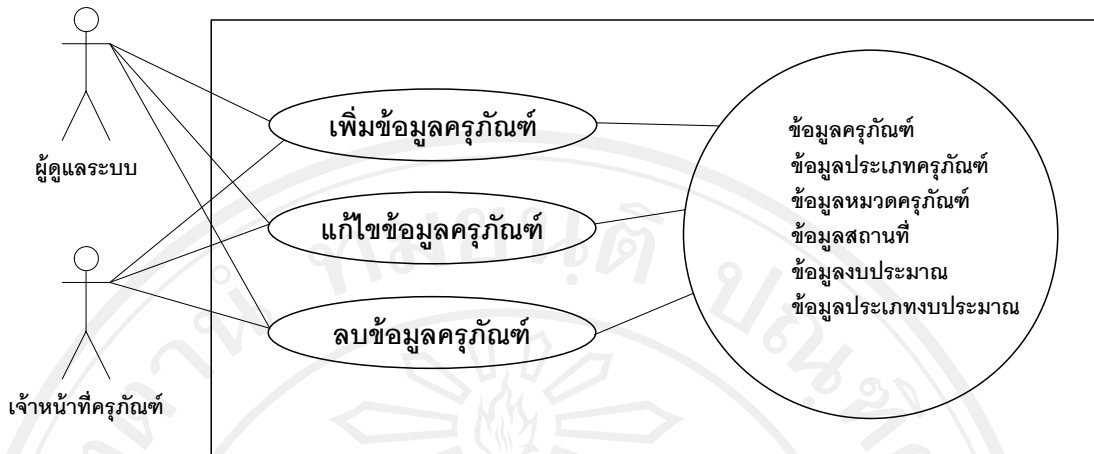 เพิ่มข้อมูลครุภัณฑ์
ข้อมูลครุภัณฑ์
ผู้ดูแลระบบ
ข้อมูลประเภทครุภัณฑ์
ข้อมูลหมวดครุภัณฑ์
แก้ไขข้อมูลครุภัณฑ์
ข้อมูลสถานที่
ข้อมูลงบประมาณ
ข้อมูลประเภทงบประมาณ
ลบข้อมูลครุภัณฑ์
เจ้าหน้าที่ครุภัณฑ์